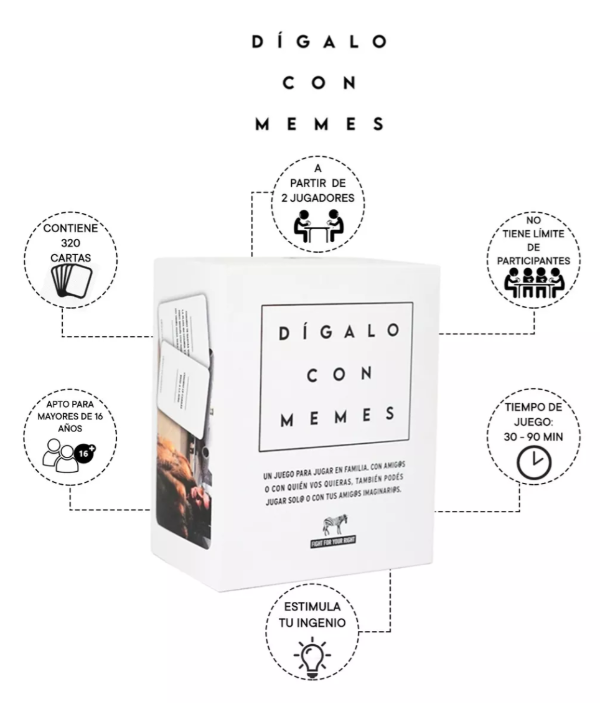 DÍGALO
CON
MEMES
A
PARTIR DE
2 JUGADORES
CONTIENE
320
CARTAS
NO
TIENE LÍMITE
DE
PARTICIPANTES
DÍGALO
CON
MEMES
APTO PARA
MAYORES DE 16
AÑOS
16+
TIEMPO DE
JUEGO:
30 - 90 MIN
UN JUEGO PARA JUGAR EN FAMILIA, CON AMIG@S
O CON QUIÉN VOS QUIERAS, TAMBIÉN PODÉS
JUGAR SOL@ O CON TUS AMIG@S IMAGINARI@S.
FIGHT FOR YOUR RIGHT
ESTIMULA
TU INGENIO